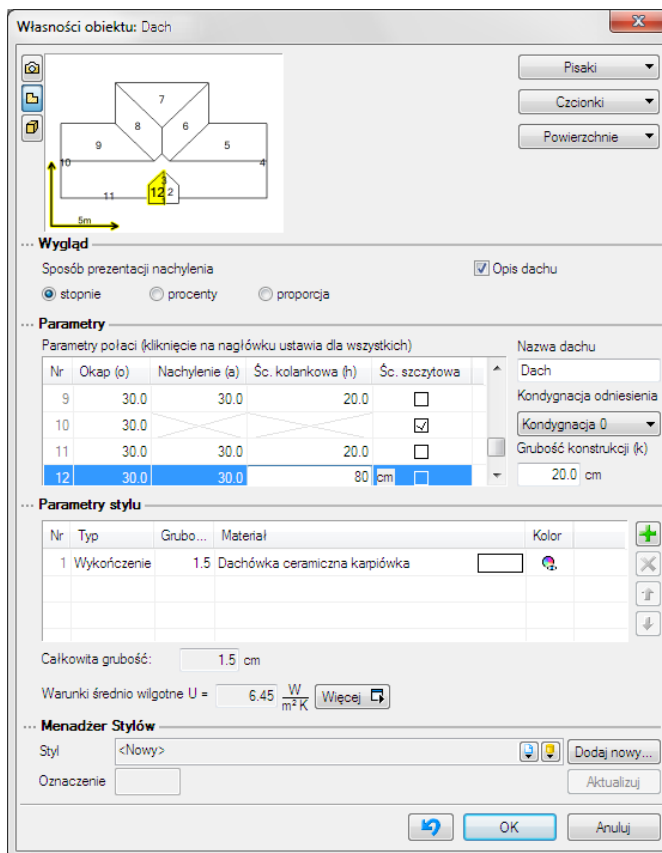 Własności obiektu: Dach
Pisaki
Czcionki
Powierzchnie
7
8
6
9
5
10
4
3
12
2
11
5m
Wygląd
Sposób prezentacji nachylenia
Opis dachu
stopnie procenty proporcja
Parametry
Parametry połaci (kliknięcie na nagłówku ustawia dla wszystkich)
Nr Okap (o) Nachylenie (a) Śc. kolankowa (h) Śc. szczytowa
9 30.0 30.0 20.0
10 30.0
11 30.0 30.0 20.0
12 30.0 30.0 80 cm
Nazwa dachu
Dach
Kondygnacja odniesienia
Kondygnacja 0
Grubość konstrukcji (k)
20.0 cm
Parametry stylu
Nr Typ Grubo... Materiał Kolor
1 Wykończenie 1.5 Dachówka ceramiczna karpiówka
Całkowita grubość: 1.5 cm
Warunki średnio wilgotne U = 6.45 W/m²K Więcej
Menadżer Stylów
Styl <Nowy> Dodaj nowy...
Oznaczenie Aktualizuj
OK Anuluj